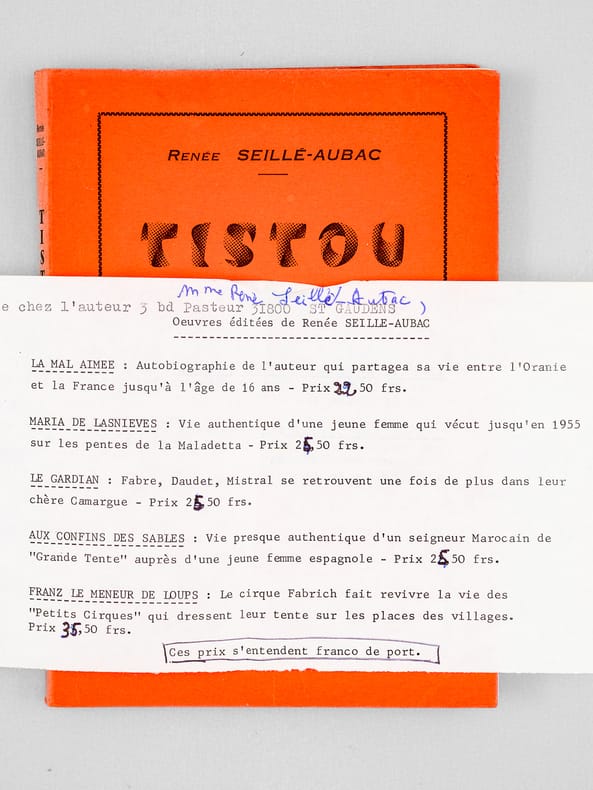 RENÉE SEILLÉ-AUBAC
TISTOU
Mme Renée Seillé-Aubac
e chez l'auteur 3 bd Pasteur 31800 ST GAUDENS
Oeuvres éditées de Renée SEILLE-AUBAC
LA MAL AIMEE : Autobiographie de l'auteur qui partagea sa vie entre l'Oranie
et la France jusqu'à l'âge de 16 ans - Prix 22,50 frs.
MARIA DE LASNIEVES : Vie authentique d'une jeune femme qui vécut jusqu'en 1955
sur les pentes de la Maladetta - Prix 25,50 frs.
LE GARDIAN : Fabre, Daudet, Mistral se retrouvent une fois de plus dans leur
chère Camargue - Prix 25,50 frs.
AUX CONFINS DES SABLES : Vie presque authentique d'un seigneur Marocain de
"Grande Tente" auprès d'une jeune femme espagnole - Prix 25,50 frs.
FRANZ LE MENEUR DE LOUPS : Le cirque Fabrich fait revivre la vie des
"Petits Cirques" qui dressent leur tente sur les places des villages.
Prix 35,50 frs.
Ces prix s'entendent franco de port.
TIST